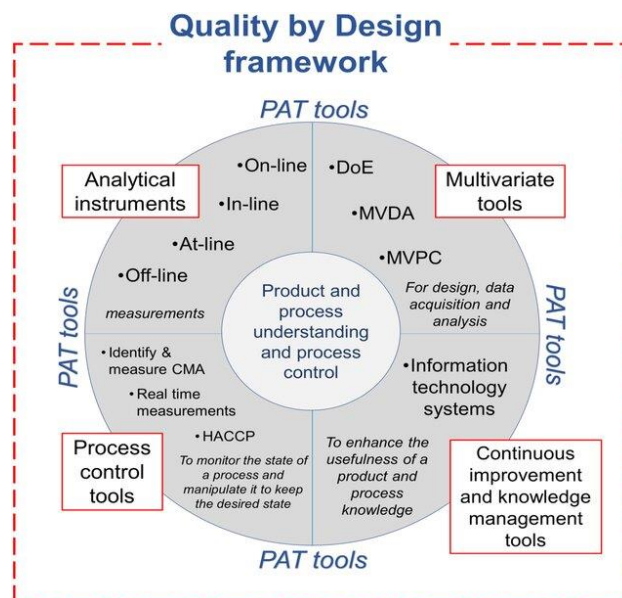 Quality by Design
framework
PAT tools
Analytical
instruments
•On-line
•In-line
•At-line
•Off-line
measurements
•DoE
•MVDA
•MVPC
For design, data
acquisition and
analysis
Multivariate
tools
PAT tools
Product and
process
understanding
and process
control
PAT tools
• Identify &
measure CMA
• Real time
measurements
• HACCP
To monitor the state of
a process and
manipulate it to keep
the desired state
Process
control
tools
•Information
technology
systems
To enhance the
usefulness of a
product and
process
knowledge
Continuous
improvement
and knowledge
management
tools
PAT tools